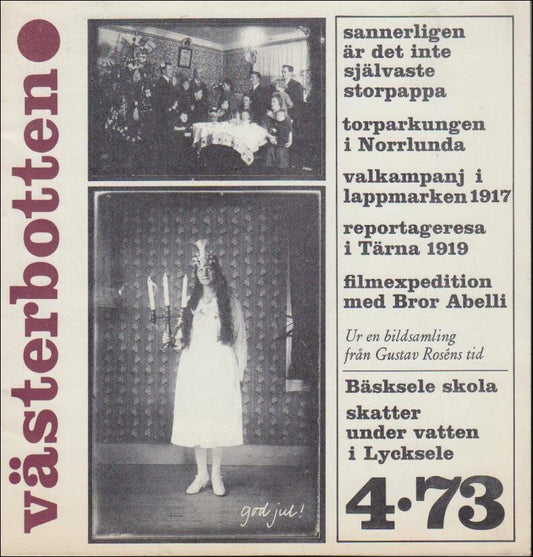 västerbotten
sannerligen
är det inte
självaste
storpappa
torparkungen
i Norrlunda
valkampanj i
lappmarken 1917
reportageresa
i Tärna 1919
filmexpedition
med Bror Abelli
Ur en bildsamling
från Gustav Roséns tid
Bäsksele skola
skatter
under vatten
i Lycksele
4·73
god jul!